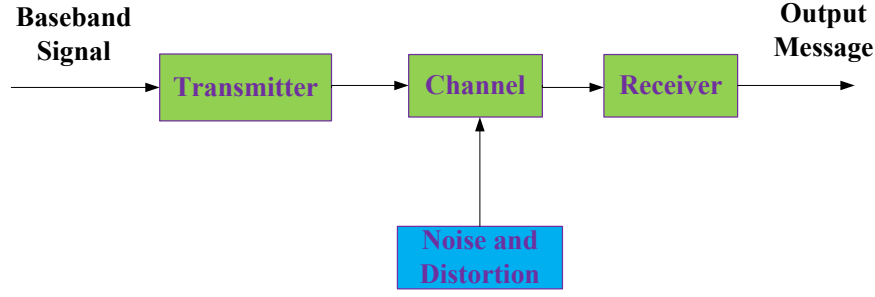 Baseband
Signal
Transmitter
Channel
Receiver
Output
Message
Noise and
Distortion